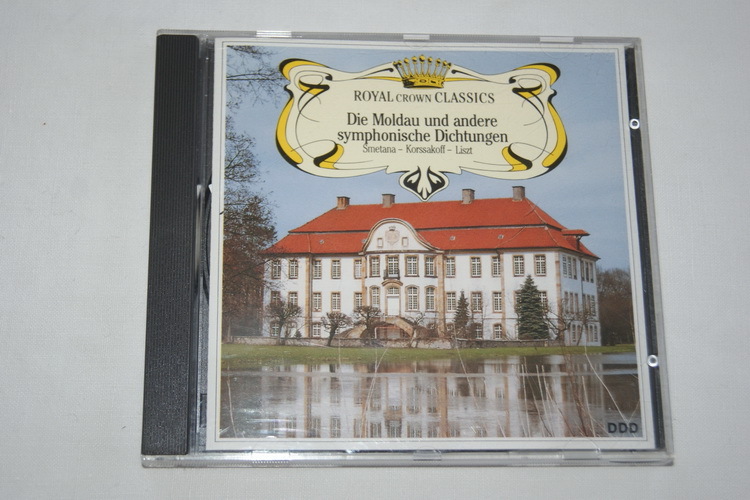 ROYAL CROWN CLASSICS
Die Moldau und andere
symphonische Dichtungen
Smetana – Korssakoff – Liszt
DDD